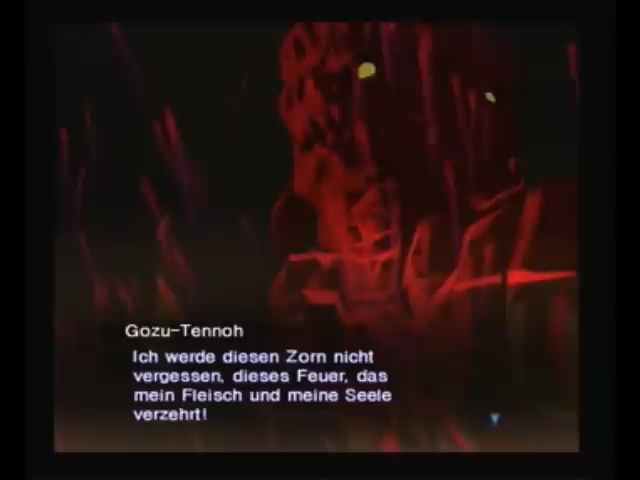 Gozu-Tennoh
Ich werde diesen Zorn nicht
vergessen, dieses Feuer, das
mein Fleisch und meine Seele
verzehrt!